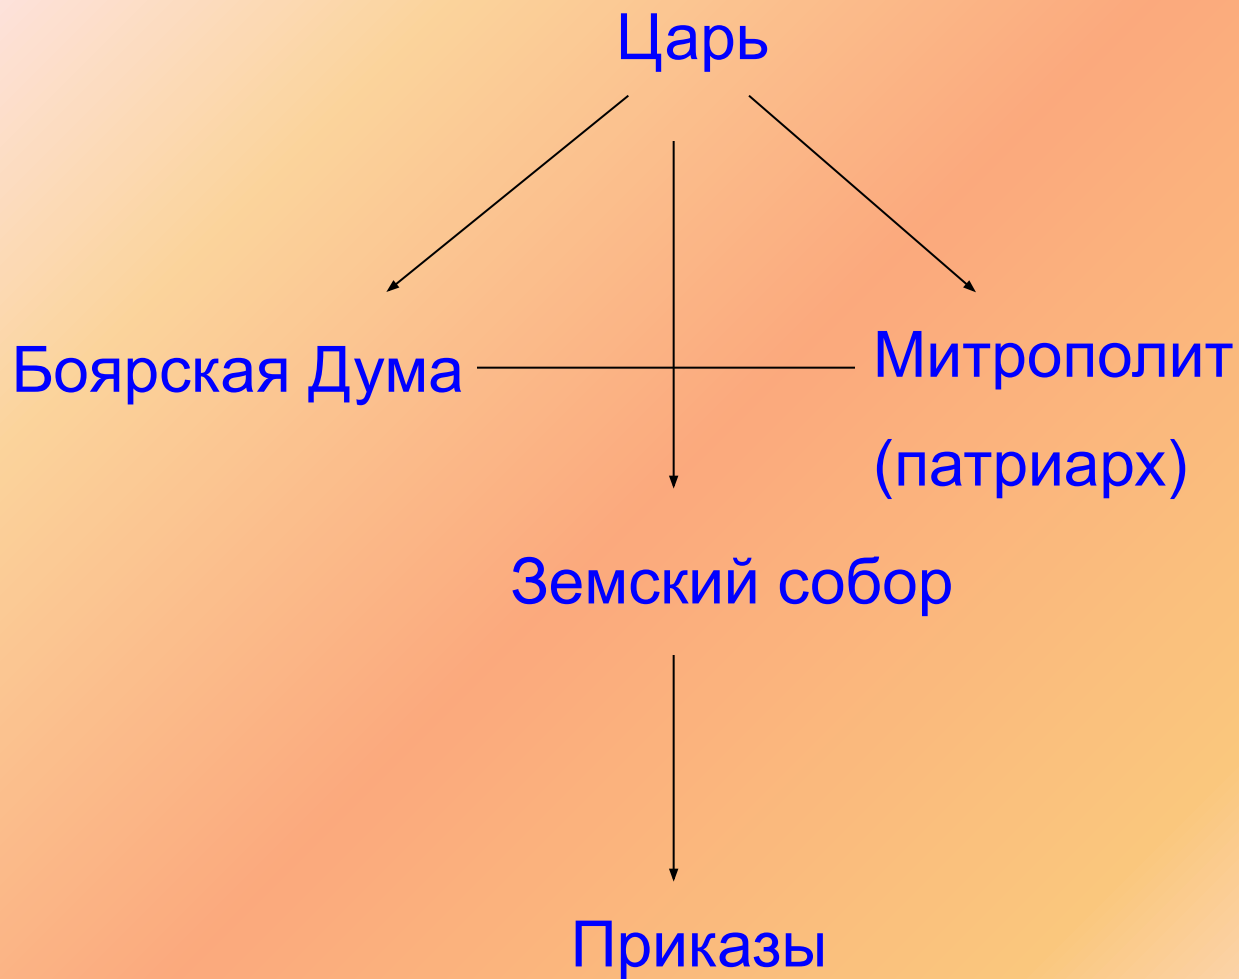 Царь
Боярская Дума
Митрополит
(патриарх)
Земский собор
Приказы